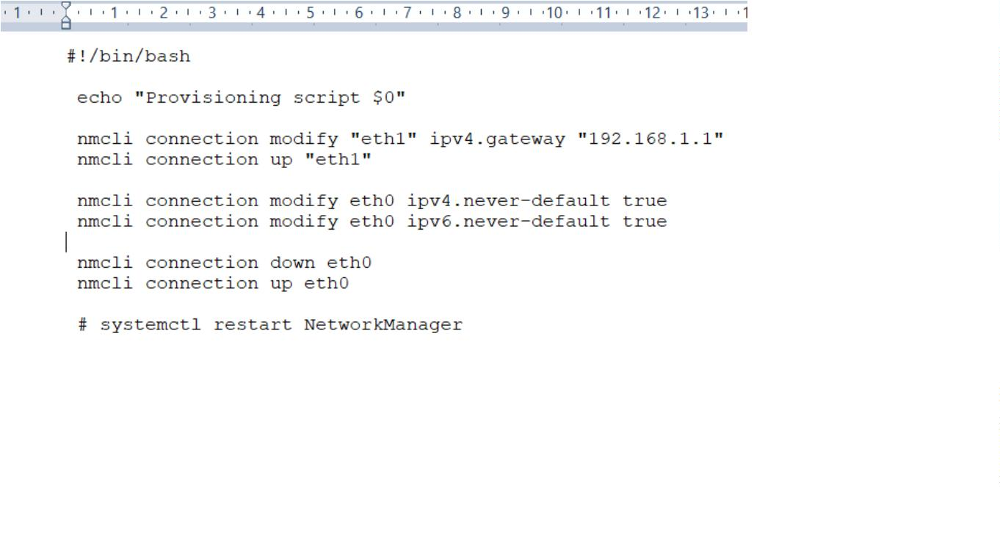 1 1 2 3 4 5 6 7 8 9 10 11 12 13
#!/bin/bash
echo "Provisioning script $0"
nmcli connection modify "eth1" ipv4.gateway "192.168.1.1"
nmcli connection up "eth1"
nmcli connection modify eth0 ipv4.never-default true
nmcli connection modify eth0 ipv6.never-default true
nmcli connection down eth0
nmcli connection up eth0
# systemctl restart NetworkManager